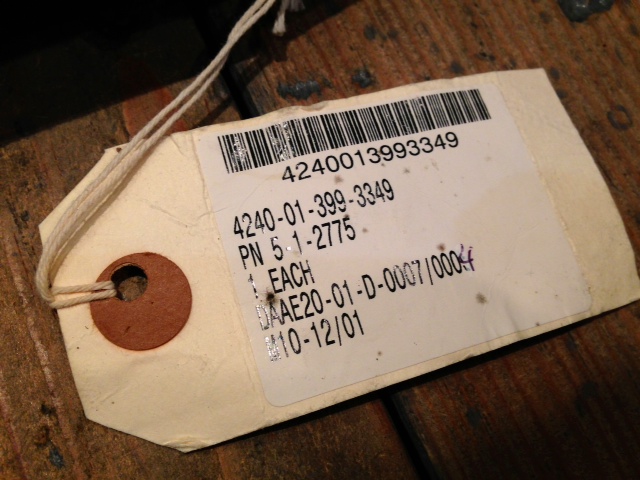 4240013993349
4240-01-399-3349
PN 5-1-2775
1 EACH
DAAE20-01-D-0007/0004
M10-12/01